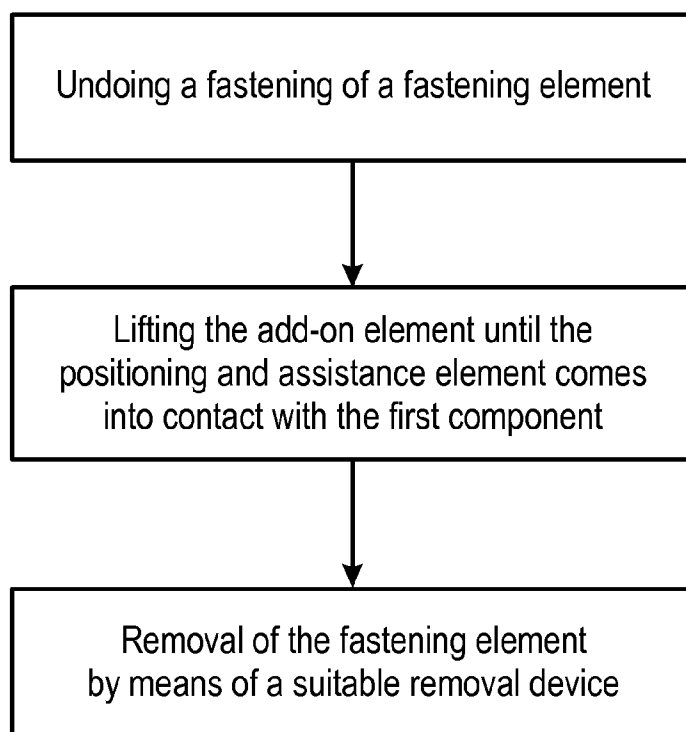 Undoing a fastening of a fastening element
Lifting the add-on element until the
positioning and assistance element comes
into contact with the first component
Removal of the fastening element
by means of a suitable removal device